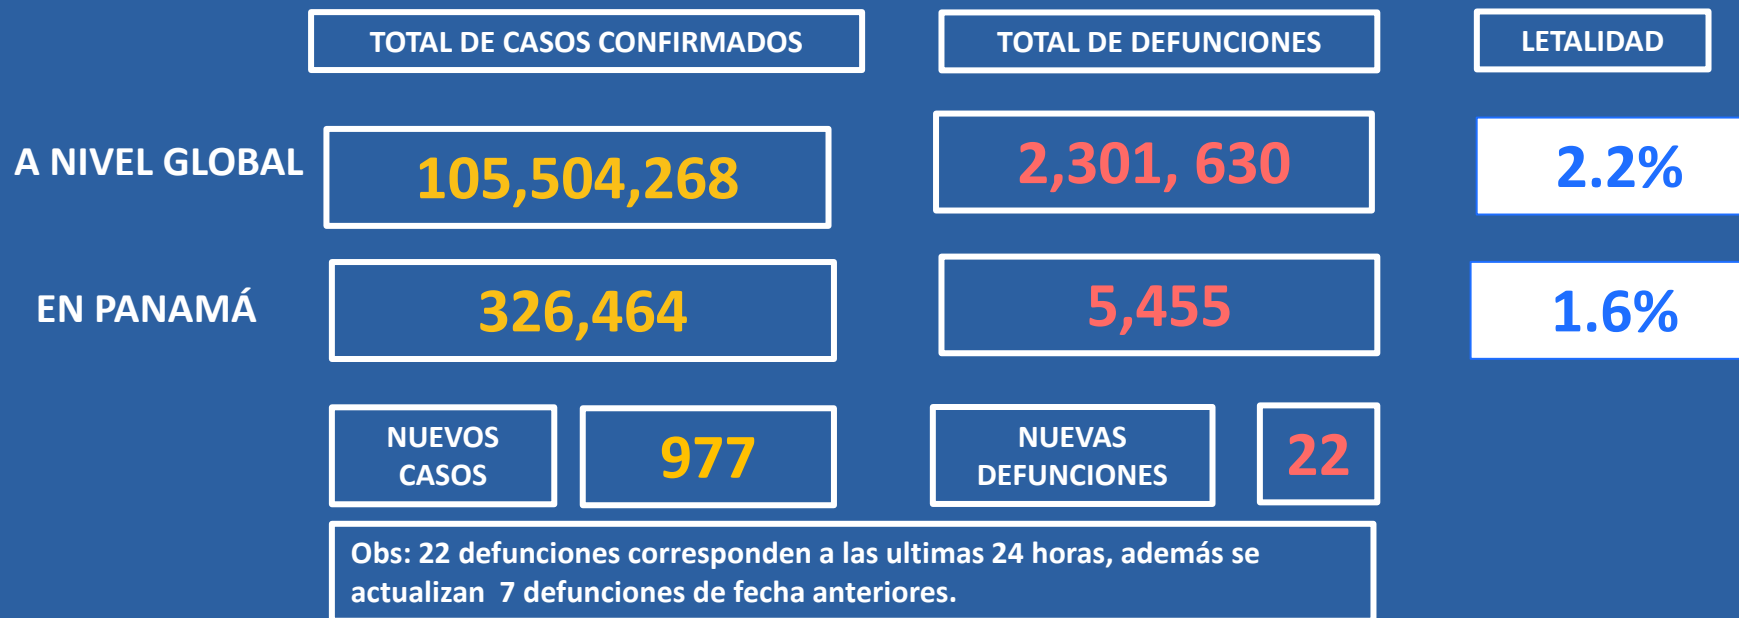 TOTAL DE CASOS CONFIRMADOS
TOTAL DE DEFUNCIONES
LETALIDAD
A NIVEL GLOBAL
105,504,268
2,301, 630
2.2%
EN PANAMÁ
326,464
5,455
1.6%
NUEVOS
CASOS
977
NUEVAS
DEFUNCIONES
22
Obs: 22 defunciones corresponden a las ultimas 24 horas, además se
actualizan  7 defunciones de fecha anteriores.